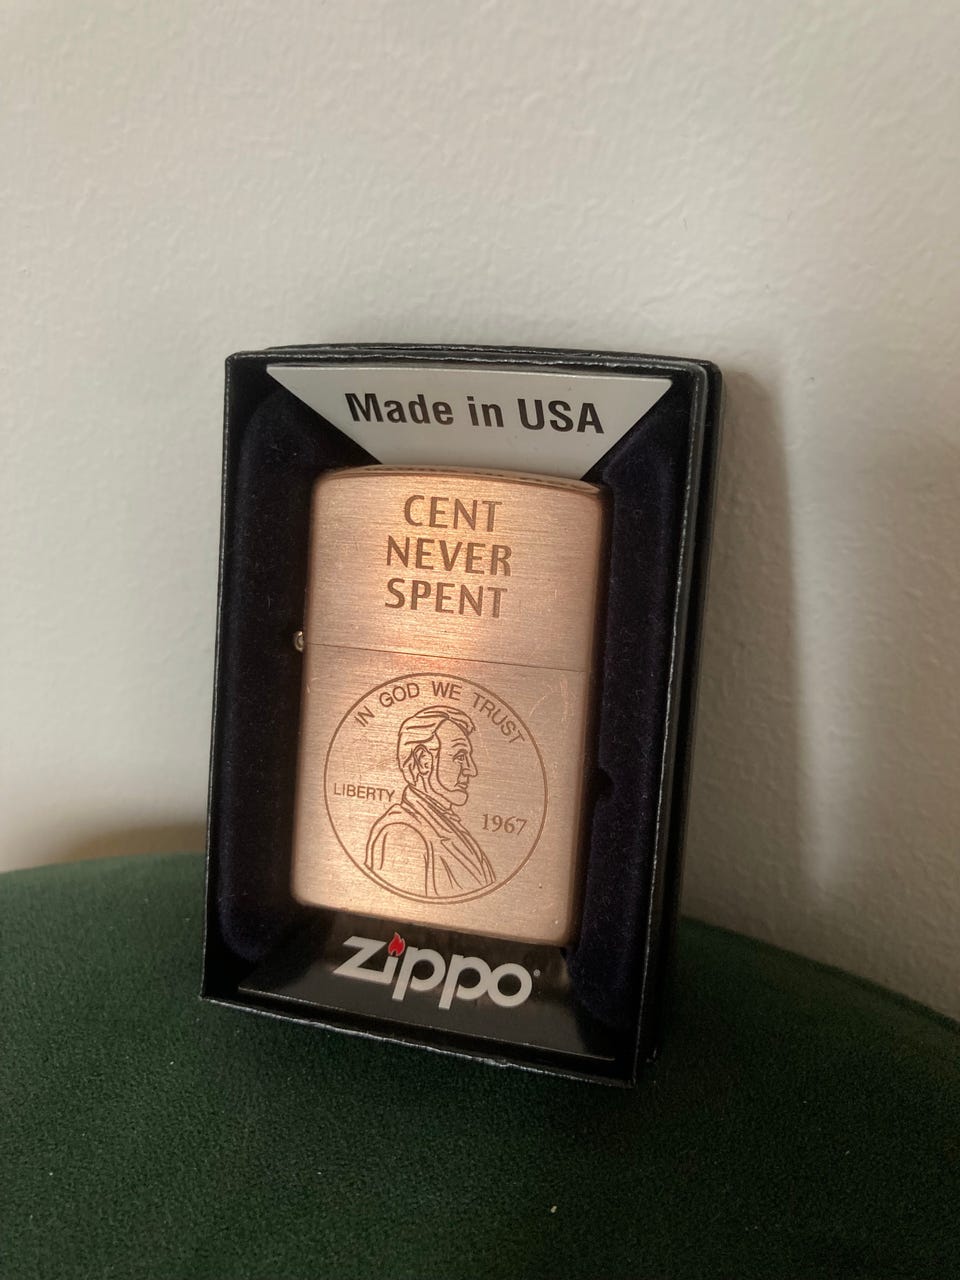 Made in USA
CENT
NEVER
SPENT
IN GOD WE TRUST
LIBERTY
1967
zippo